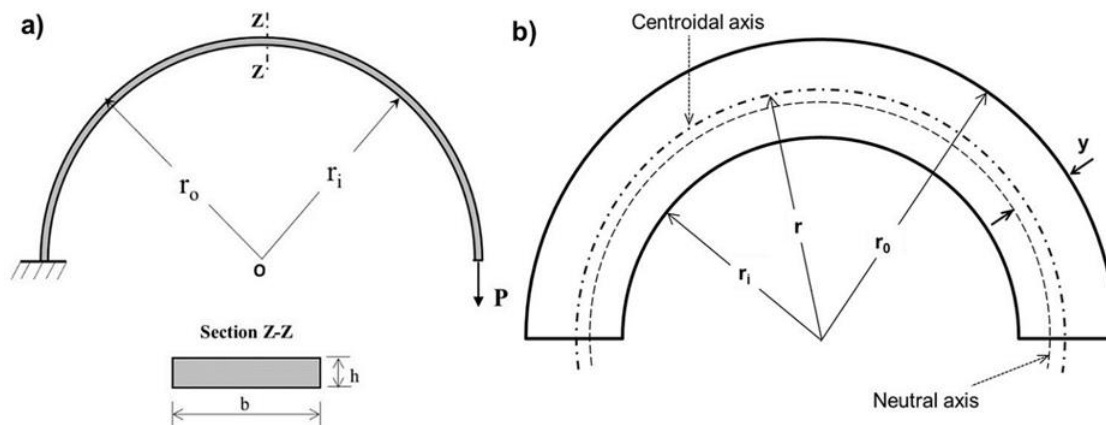 a)
Z
Z
r_o
r_i
O
P
Section Z-Z
h
b
b)
Centroidal axis
y
r
r_0
r_i
Neutral axis